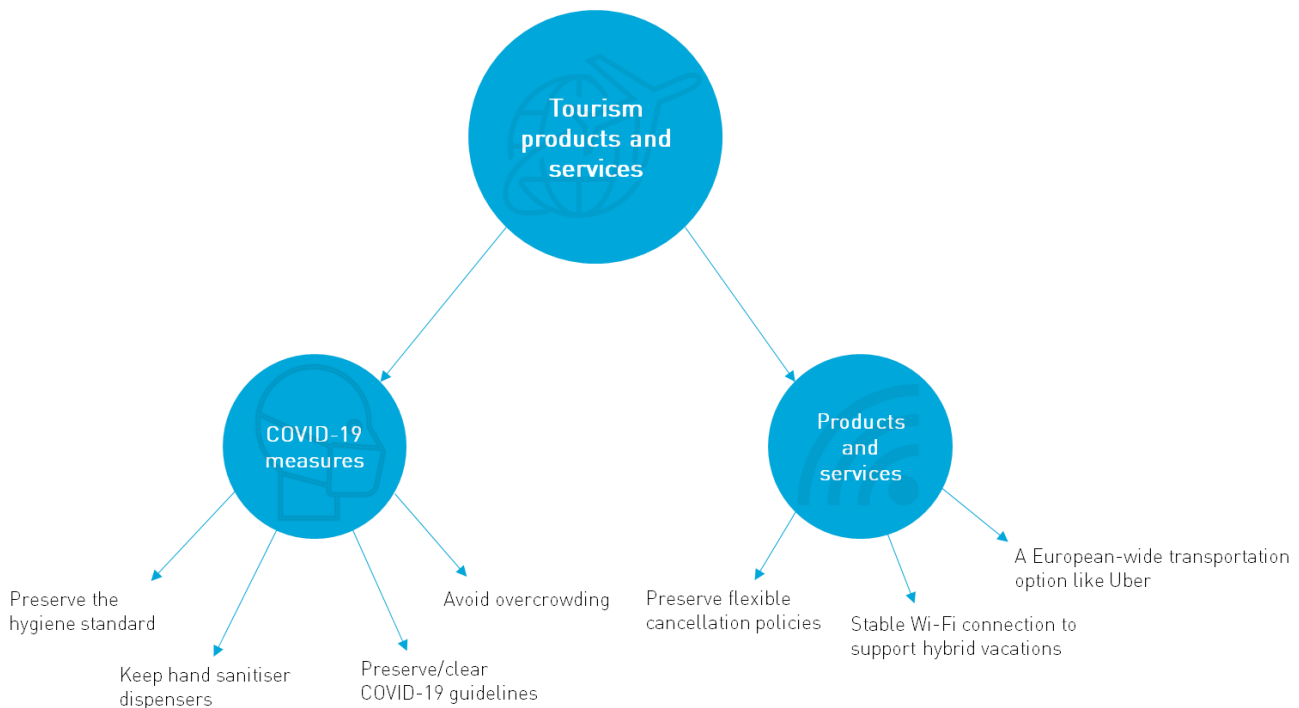 Tourism
products and
services
COVID-19
measures
Products
and
services
Preserve the
hygiene standard
Keep hand sanitiser
dispensers
Preserve/clear
COVID-19 guidelines
Avoid overcrowding
Preserve flexible
cancellation policies
Stable Wi-Fi connection to
support hybrid vacations
A European-wide transportation
option like Uber